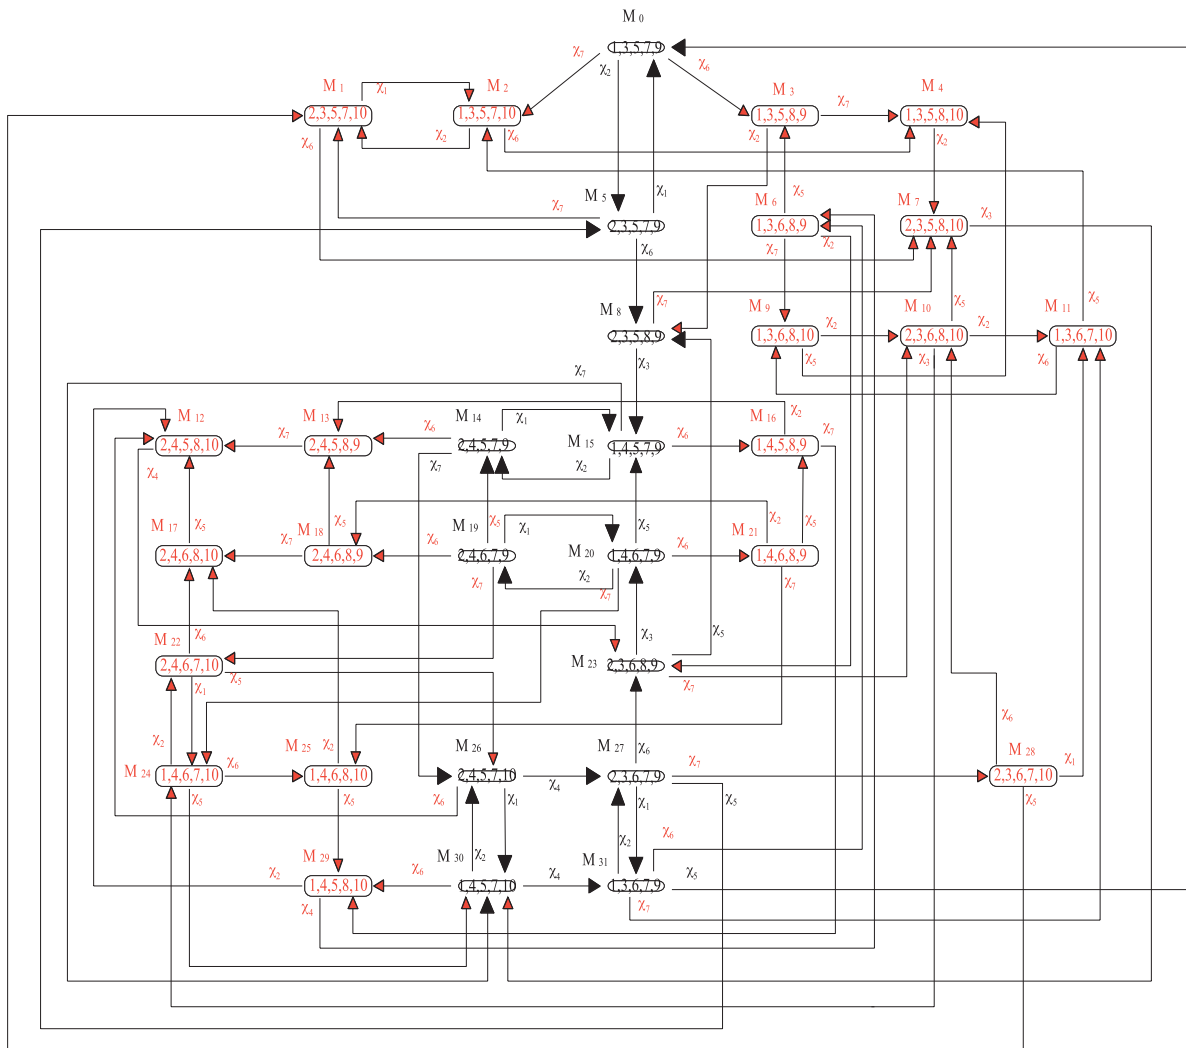 M 0
1,3,5,7,9
χ7 χ2 χ6
M 1 χ1 M 2 M 3 χ7 M 4
2,3,5,7,10 1,3,5,7,10 1,3,5,8,9 1,3,5,8,10
χ6 χ2 χ6 χ2 χ2
M 5 χ1 χ5
M 6 M 7
χ7 χ3
2,3,5,7,9 1,3,6,8,9 2,3,5,8,10
χ6 χ7 χ2
M 8 χ7 M 9 M 10 χ5 M 11 χ5
χ2 χ2
2,3,5,8,9 1,3,6,8,10 2,3,6,8,10 1,3,6,7,10
χ3 χ5 χ3 χ6
χ7
M 12 M 13 M 14 χ1 M 16 χ2
χ7 χ6 M 15 χ6 χ7
2,4,5,8,10 2,4,5,8,9 2,4,5,7,9 1,4,5,7,9 1,4,5,8,9
χ4 χ7 χ2
M 17 χ5 M 18 χ5 M 19 χ5 χ1 χ5 M 21 χ2 χ5
χ7 χ6 M 20 χ6
2,4,6,8,10 2,4,6,8,9 2,4,6,7,9 1,4,6,7,9 1,4,6,8,9
χ7 χ2 χ7 χ7
M 22 χ6 χ3 χ5
2,4,6,7,10 M 23 2,3,6,8,9
χ1 χ5 χ7
χ6
χ2 M 25 χ2 M 26 M 27 χ6 M 28
M 24 χ6 χ7 χ1
1,4,6,7,10 1,4,6,8,10 2,4,5,7,10 2,3,6,7,9 2,3,6,7,10
χ5 χ5 χ6 χ4 χ1 χ5 χ5
χ1
M 29 M 30 χ2 M 31 χ2 χ6
χ2 χ6 χ4 χ5
1,4,5,8,10 1,4,5,7,10 1,3,6,7,9
χ4 χ7